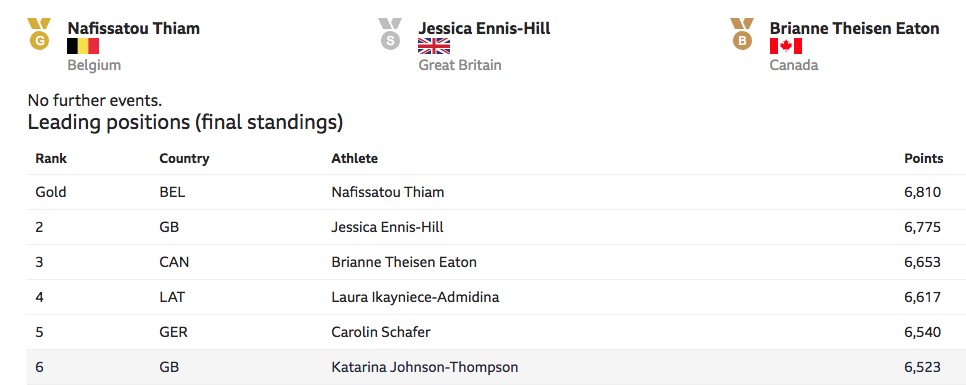 Nafissatou Thiam Jessica Ennis-Hill Brianne Theisen Eaton
G S B
Belgium Great Britain Canada
No further events.
Leading positions (final standings)
Rank Country Athlete Points
Gold BEL Nafissatou Thiam 6,810
2 GB Jessica Ennis-Hill 6,775
3 CAN Brianne Theisen Eaton 6,653
4 LAT Laura Ikayniece-Admidina 6,617
5 GER Carolin Schafer 6,540
6 GB Katarina Johnson-Thompson 6,523